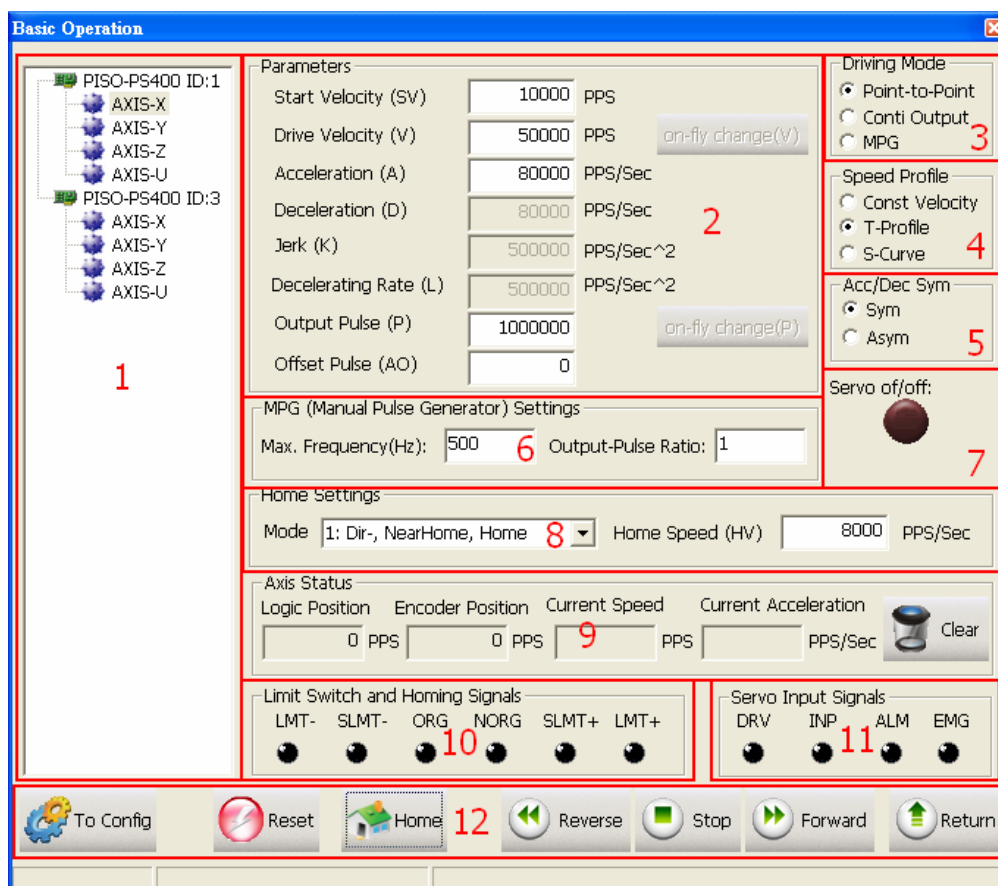 Basic Operation
PISO-PS400 ID:1
AXIS-X
AXIS-Y
AXIS-Z
AXIS-U
PISO-PS400 ID:3
AXIS-X
AXIS-Y
AXIS-Z
AXIS-U
1
Parameters
Start Velocity (SV) 10000 PPS
Drive Velocity (V) 50000 PPS on-fly change(V)
Acceleration (A) 80000 PPS/Sec
Deceleration (D) 80000 PPS/Sec
2
Jerk (K) 500000 PPS/Sec^2
Decelerating Rate (L) 500000 PPS/Sec^2
Output Pulse (P) 1000000 on-fly change(P)
Offset Pulse (AO) 0
Driving Mode
Point-to-Point
Conti Output
MPG
3
Speed Profile
Const Velocity
T-Profile
S-Curve
4
Acc/Dec Sym
Sym
Asym
5
MPG (Manual Pulse Generator) Settings
Max. Frequency(Hz): 500 6 Output-Pulse Ratio: 1
Servo of/off:
7
Home Settings
Mode 1: Dir-, NearHome, Home 8 Home Speed (HV) 8000 PPS/Sec
Axis Status
Logic Position Encoder Position Current Speed Current Acceleration
0 PPS 0 PPS 9 PPS PPS/Sec Clear
Limit Switch and Homing Signals
LMT- SLMT- ORG NORG SLMT+ LMT+
10
Servo Input Signals
DRV INP ALM EMG
11
To Config Reset Home 12 Reverse Stop Forward Return